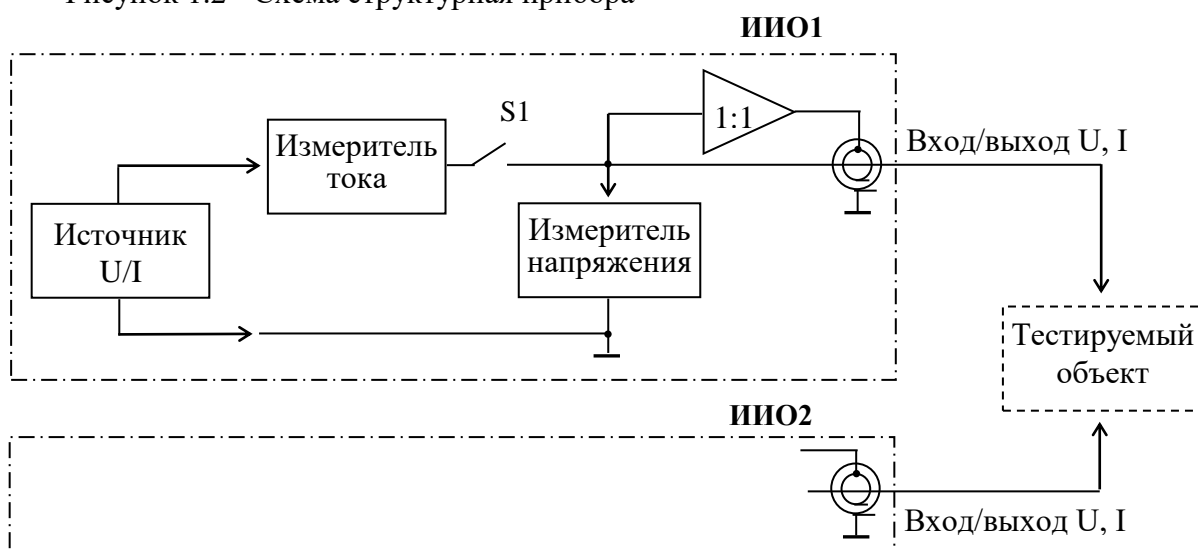 Рисунок 1.2 - Схема структурная прибора
ИИО1
S1
1:1
Вход/выход U, I
Измеритель
тока
Источник
U/I
Измеритель
напряжения
Тестируемый
объект
ИИО2
Вход/выход U, I